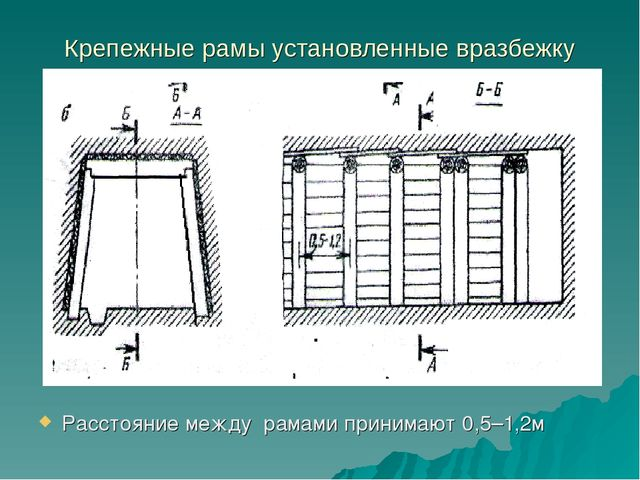 Крепежные рамы установленные вразбежку
б
Б
Б
А-А
А
А
Б-Б
0,5-1,2
Б
А
Расстояние между рамами принимают 0,5–1,2м